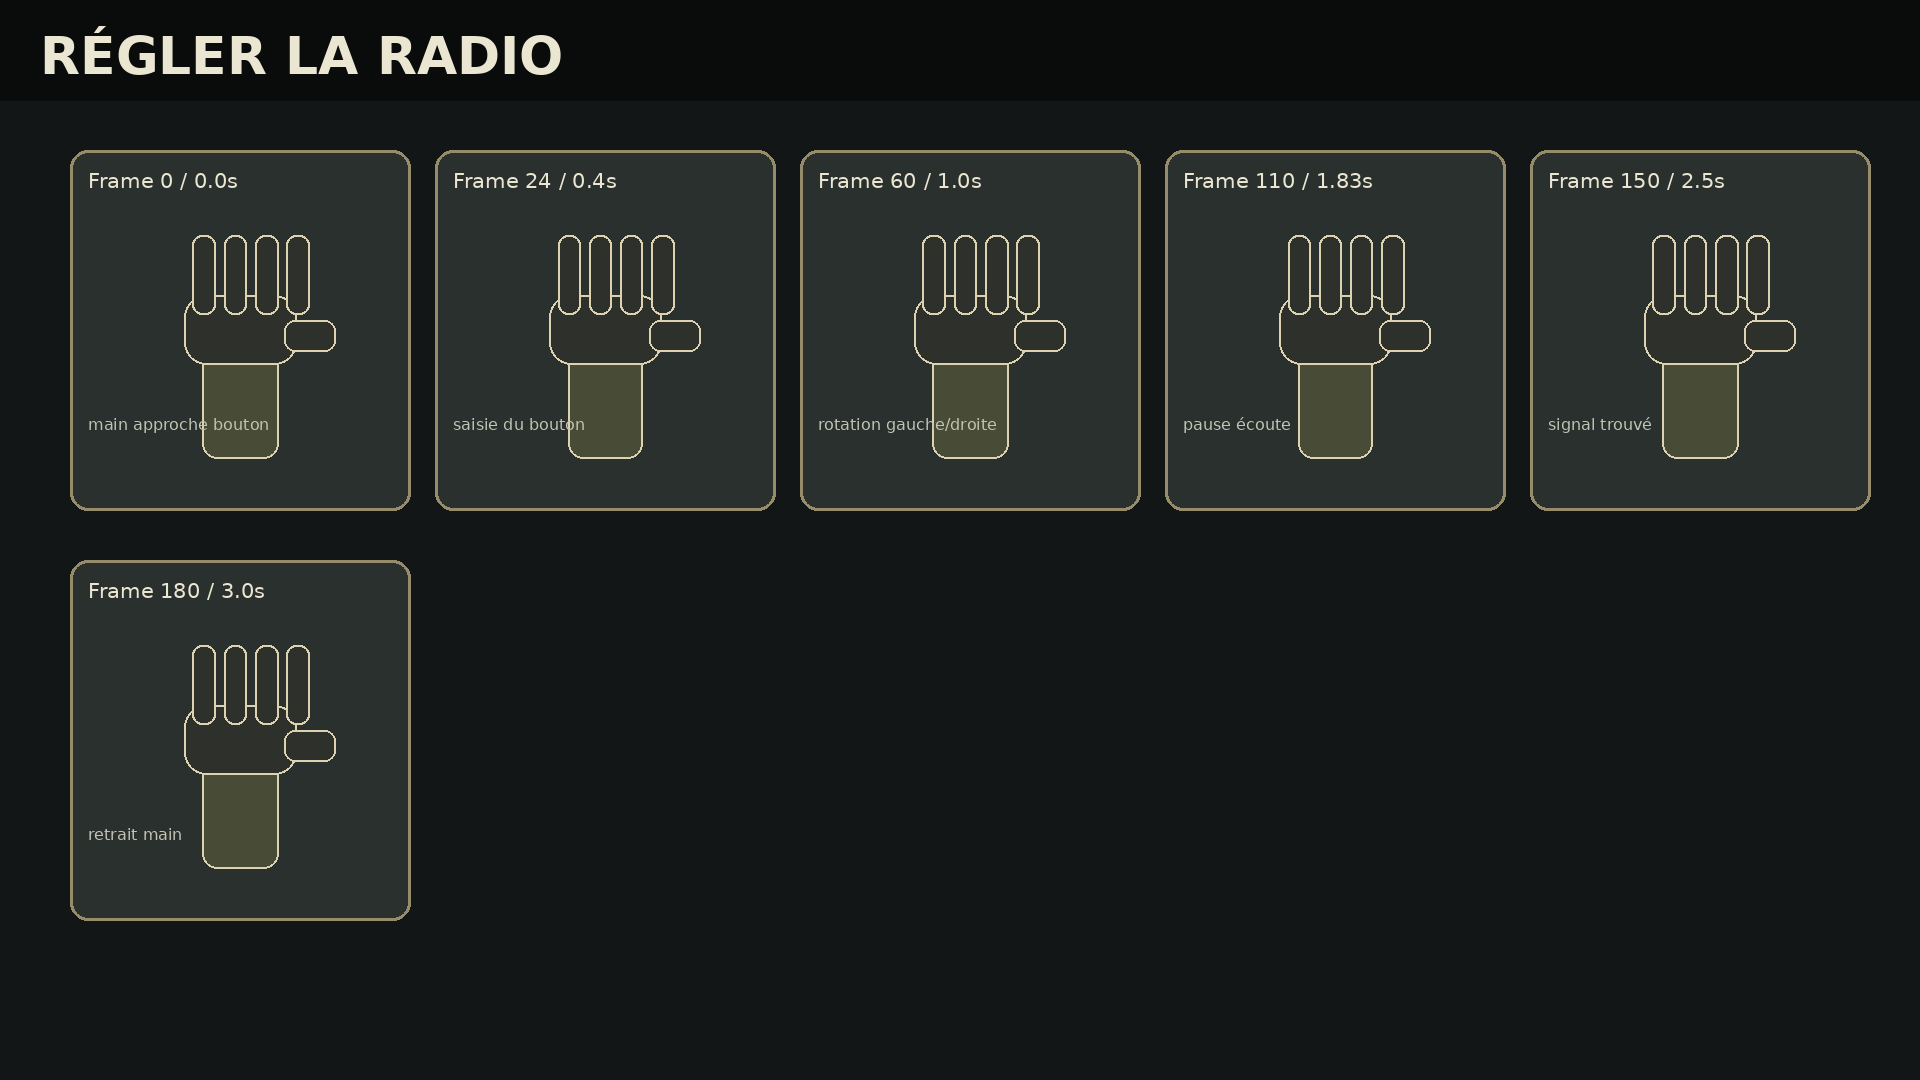 RÉGLER LA RADIO
Frame 0 / 0.0s
main approche bouton
Frame 24 / 0.4s
saisie du bouton
Frame 60 / 1.0s
rotation gauche/droite
Frame 110 / 1.83s
pause écoute
Frame 150 / 2.5s
signal trouvé
Frame 180 / 3.0s
retrait main